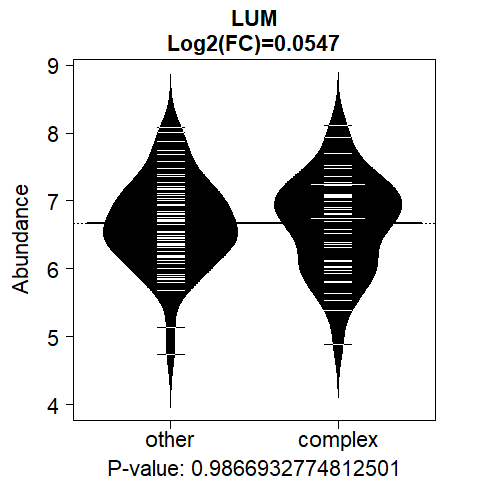 LUM
Log2(FC)=0.0547
Abundance
9
8
7
6
5
4
other complex
P-value: 0.9866932774812501